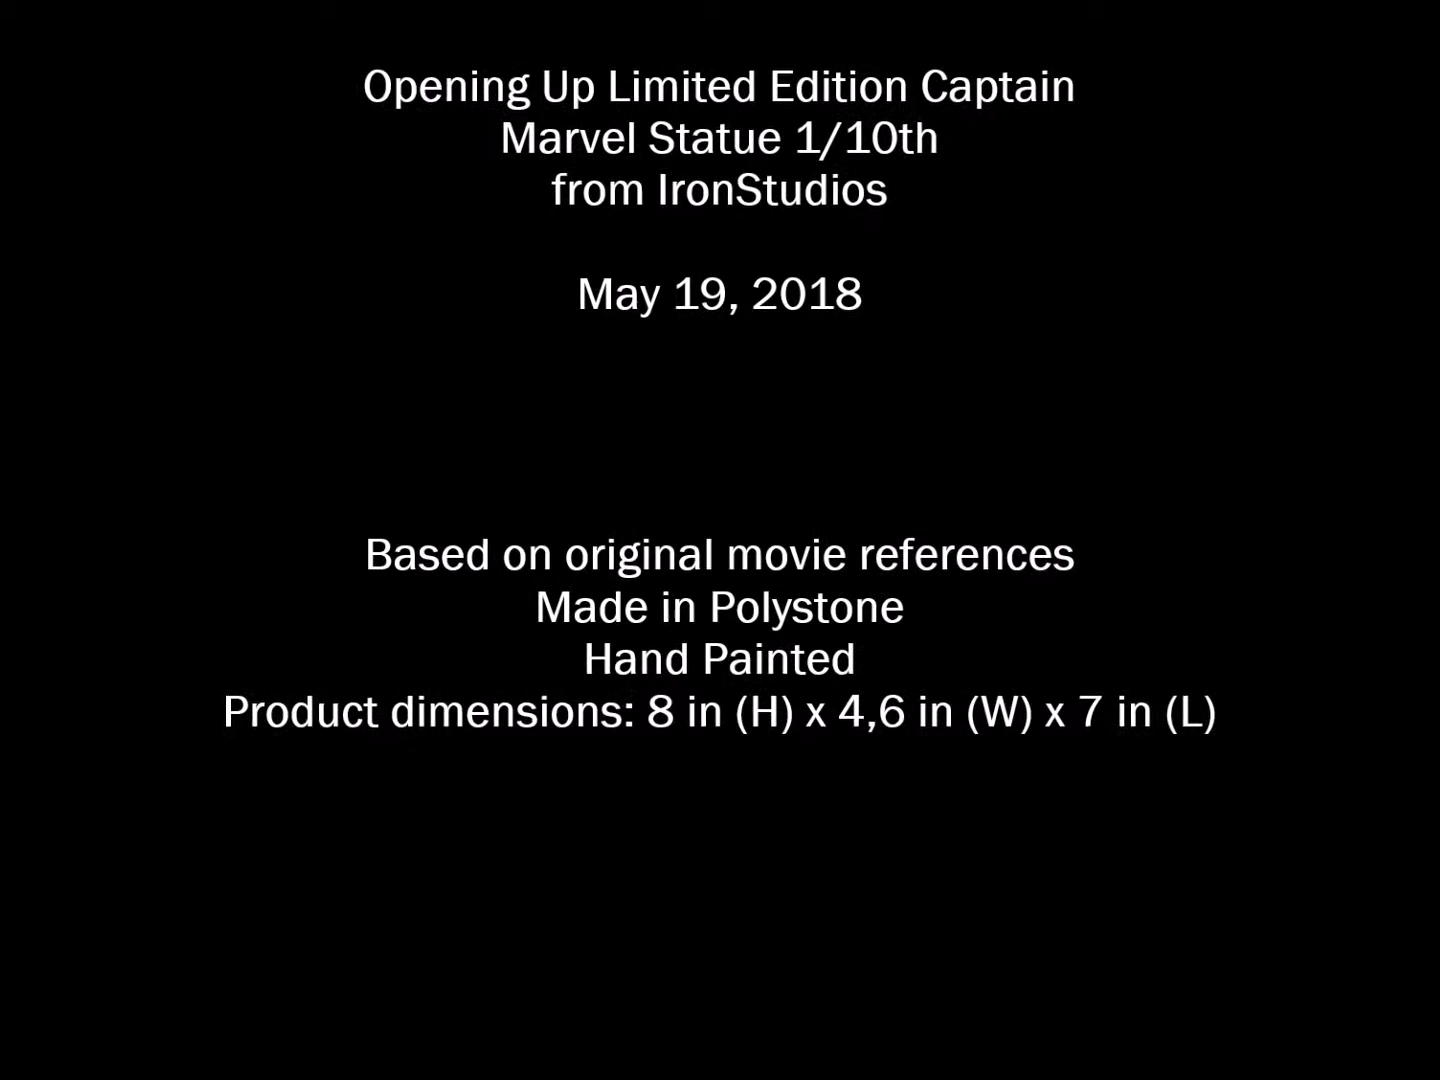 Opening Up Limited Edition Captain
Marvel Statue 1/10th
from IronStudios
May 19, 2018
Based on original movie references
Made in Polystone
Hand Painted
Product dimensions: 8 in (H) x 4,6 in (W) x 7 in (L)